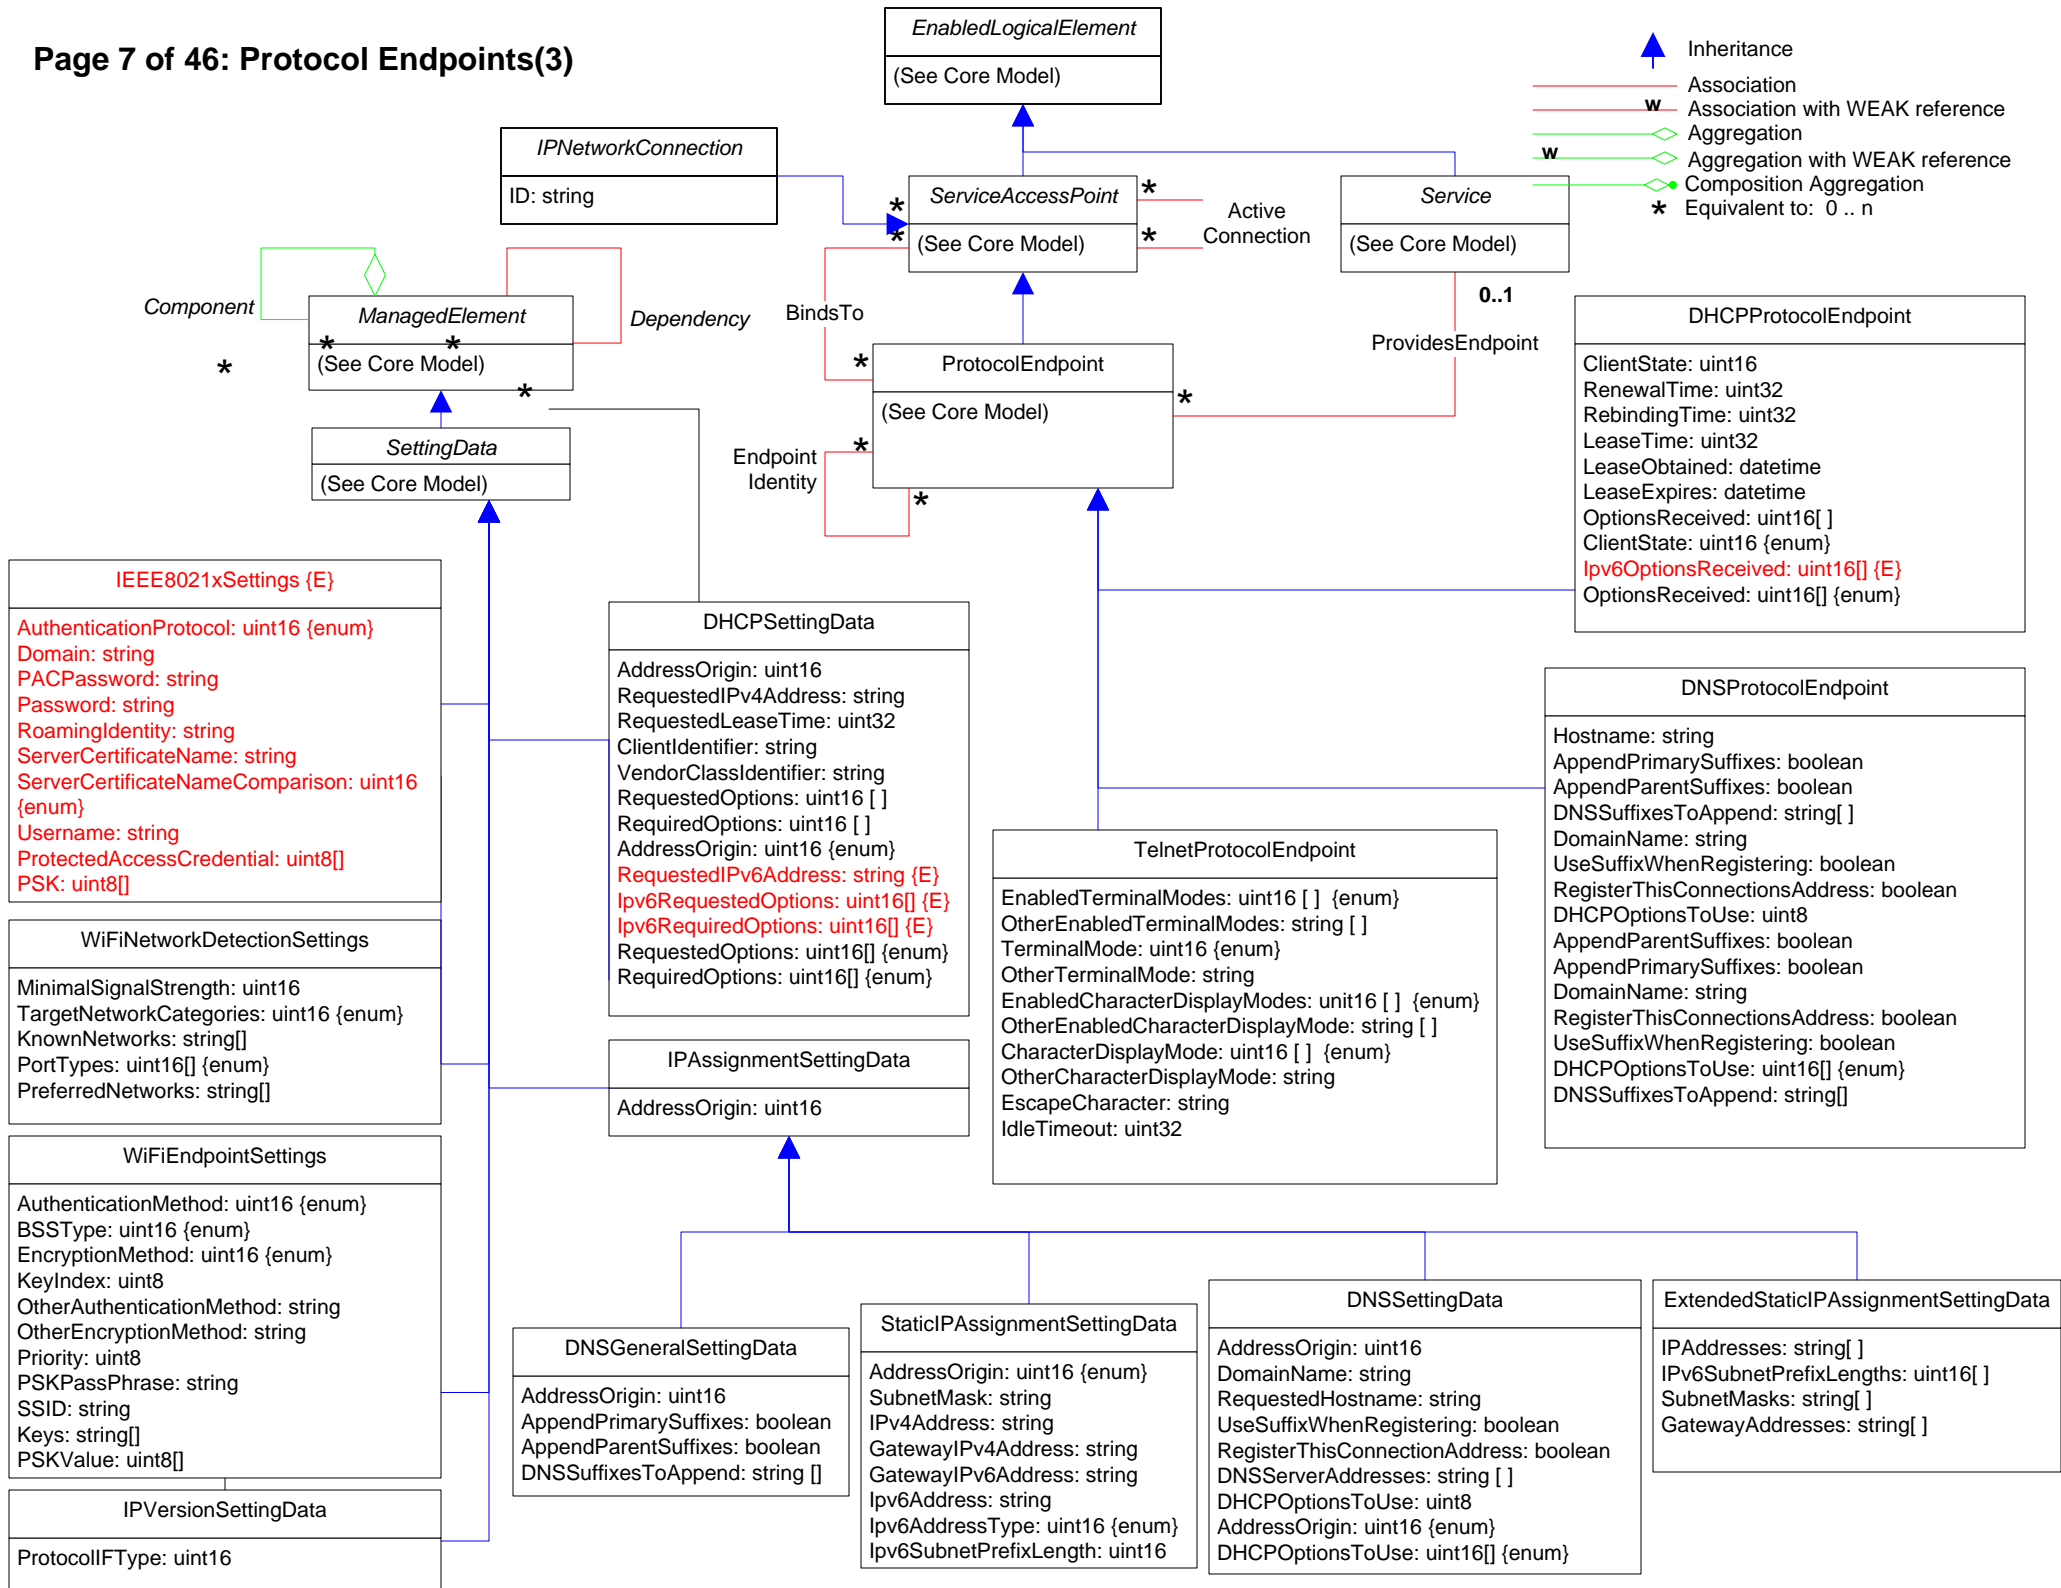 Page 7 of 46: Protocol Endpoints(3)
EnabledLogicalElement
(See Core Model)
Inheritance
Association
w
Association with WEAK reference
Aggregation
w
Aggregation with WEAK reference
Composition Aggregation
* Equivalent to: 0 .. n
IPNetworkConnection
ID: string
*
*
ServiceAccessPoint
(See Core Model)
*
*
Active
Connection
Service
(See Core Model)
0..1
ProvidesEndpoint
*
Component
*
ManagedElement
* *
(See Core Model)
*
Dependency
BindsTo
*
ProtocolEndpoint
(See Core Model)
Endpoint
Identity
*
*
SettingData
(See Core Model)
DHCPProtocolEndpoint
ClientState: uint16
RenewalTime: uint32
RebindingTime: uint32
LeaseTime: uint32
LeaseObtained: datetime
LeaseExpires: datetime
OptionsReceived: uint16[ ]
ClientState: uint16 {enum}
Ipv6OptionsReceived: uint16[] {E}
OptionsReceived: uint16[] {enum}
IEEE8021xSettings {E}
AuthenticationProtocol: uint16 {enum}
Domain: string
PACPassword: string
Password: string
RoamingIdentity: string
ServerCertificateName: string
ServerCertificateNameComparison: uint16
{enum}
Username: string
ProtectedAccessCredential: uint8[]
PSK: uint8[]
DHCPSettingData
AddressOrigin: uint16
RequestedIPv4Address: string
RequestedLeaseTime: uint32
ClientIdentifier: string
VendorClassIdentifier: string
RequestedOptions: uint16 [ ]
RequiredOptions: uint16 [ ]
AddressOrigin: uint16 {enum}
RequestedIPv6Address: string {E}
Ipv6RequestedOptions: uint16[] {E}
Ipv6RequiredOptions: uint16[] {E}
RequestedOptions: uint16[] {enum}
RequiredOptions: uint16[] {enum}
DNSProtocolEndpoint
Hostname: string
AppendPrimarySuffixes: boolean
AppendParentSuffixes: boolean
DNSSuffixesToAppend: string[ ]
DomainName: string
UseSuffixWhenRegistering: boolean
RegisterThisConnectionsAddress: boolean
DHCPOptionsToUse: uint8
AppendParentSuffixes: boolean
AppendPrimarySuffixes: boolean
DomainName: string
RegisterThisConnectionsAddress: boolean
UseSuffixWhenRegistering: boolean
DHCPOptionsToUse: uint16[] {enum}
DNSSuffixesToAppend: string[]
TelnetProtocolEndpoint
EnabledTerminalModes: uint16 [ ] {enum}
OtherEnabledTerminalModes: string [ ]
TerminalMode: uint16 {enum}
OtherTerminalMode: string
EnabledCharacterDisplayModes: unit16 [ ] {enum}
OtherEnabledCharacterDisplayMode: string [ ]
CharacterDisplayMode: uint16 [ ] {enum}
OtherCharacterDisplayMode: string
EscapeCharacter: string
IdleTimeout: uint32
WiFiNetworkDetectionSettings
MinimalSignalStrength: uint16
TargetNetworkCategories: uint16 {enum}
KnownNetworks: string[]
PortTypes: uint16[] {enum}
PreferredNetworks: string[]
IPAssignmentSettingData
AddressOrigin: uint16
WiFiEndpointSettings
AuthenticationMethod: uint16 {enum}
BSSType: uint16 {enum}
EncryptionMethod: uint16 {enum}
KeyIndex: uint8
OtherAuthenticationMethod: string
OtherEncryptionMethod: string
Priority: uint8
PSKPassPhrase: string
SSID: string
Keys: string[]
PSKValue: uint8[]
IPVersionSettingData
ProtocolIFType: uint16
DNSGeneralSettingData
AddressOrigin: uint16
AppendPrimarySuffixes: boolean
AppendParentSuffixes: boolean
DNSSuffixesToAppend: string []
StaticIPAssignmentSettingData
AddressOrigin: uint16 {enum}
SubnetMask: string
IPv4Address: string
GatewayIPv4Address: string
GatewayIPv6Address: string
Ipv6Address: string
Ipv6AddressType: uint16 {enum}
Ipv6SubnetPrefixLength: uint16
DNSSettingData
AddressOrigin: uint16
DomainName: string
RequestedHostname: string
UseSuffixWhenRegistering: boolean
RegisterThisConnectionAddress: boolean
DNSServerAddresses: string [ ]
DHCPOptionsToUse: uint8
AddressOrigin: uint16 {enum}
DHCPOptionsToUse: uint16[] {enum}
ExtendedStaticIPAssignmentSettingData
IPAddresses: string[ ]
IPv6SubnetPrefixLengths: uint16[ ]
SubnetMasks: string[ ]
GatewayAddresses: string[ ]